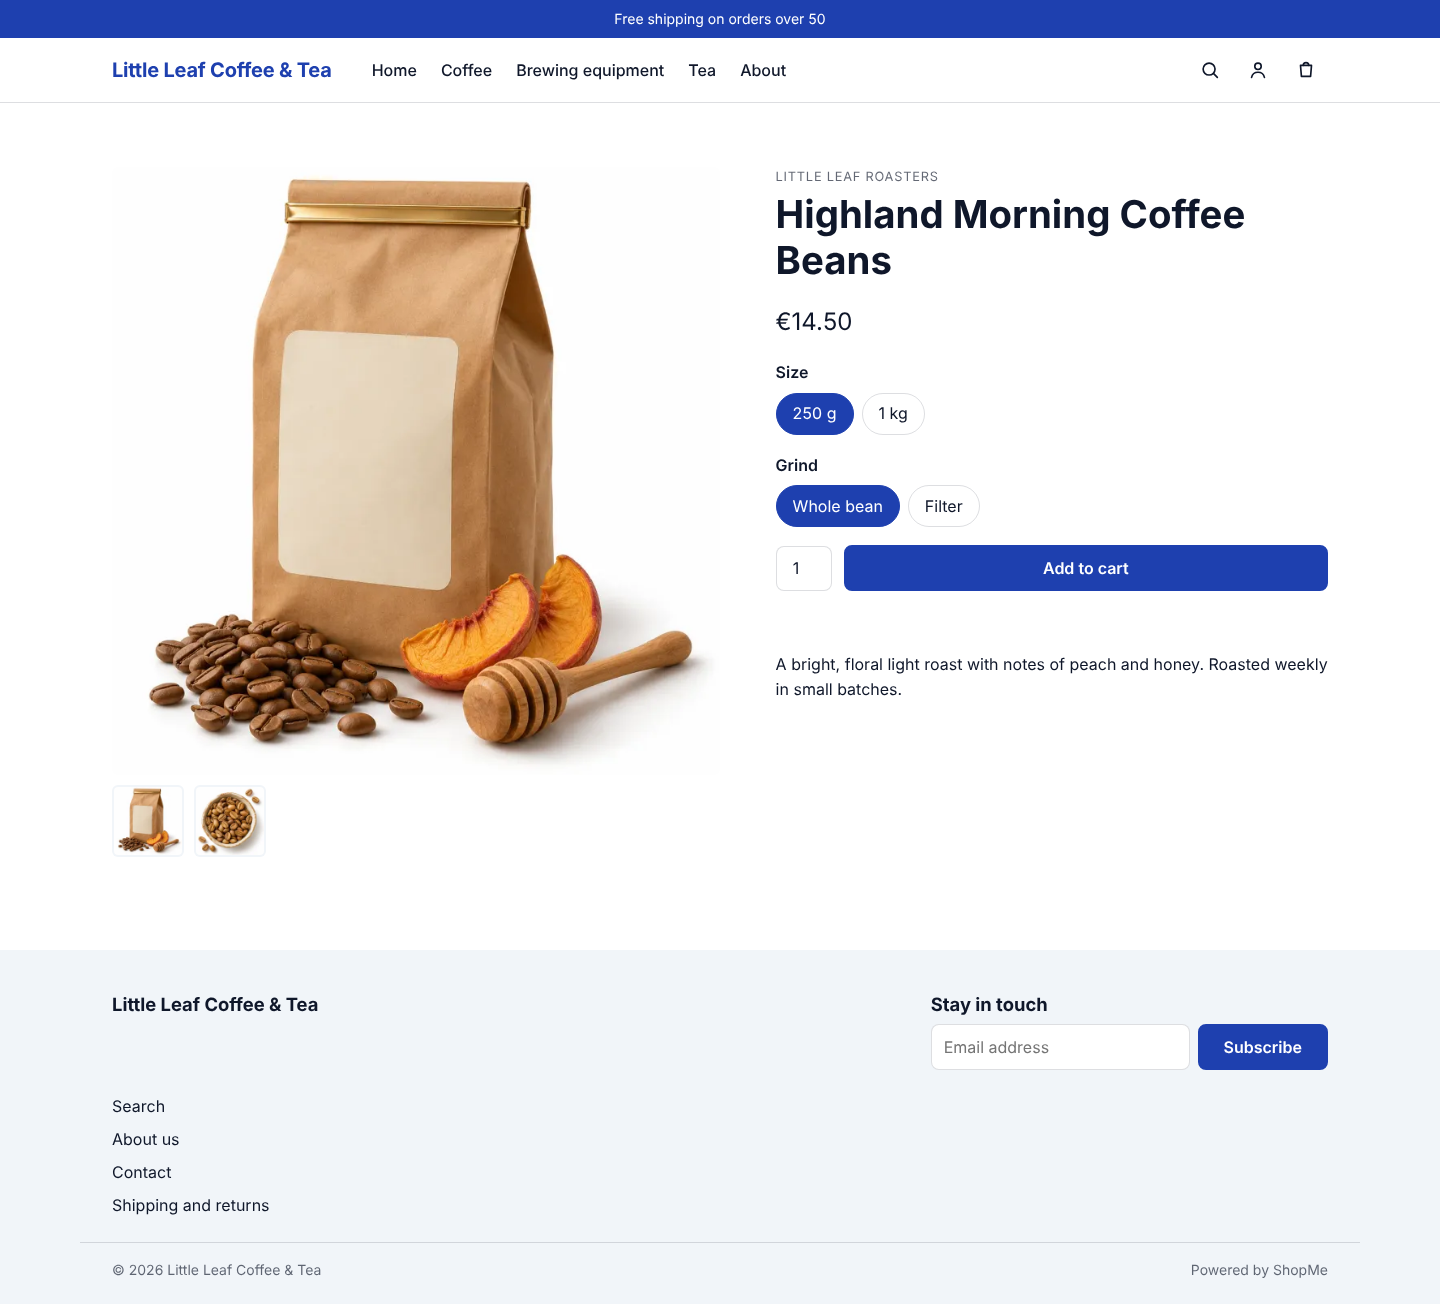 Free shipping on orders over 50
Little Leaf Coffee & Tea
Home
Coffee
Brewing equipment
Tea
About
LITTLE LEAF ROASTERS
Highland Morning Coffee
Beans
€14.50
Size
250 g
1 kg
Grind
Whole bean
Filter
1
Add to cart
A bright, floral light roast with notes of peach and honey. Roasted weekly
in small batches.
Little Leaf Coffee & Tea
Stay in touch
Email address
Subscribe
Search
About us
Contact
Shipping and returns
© 2026 Little Leaf Coffee & Tea
Powered by ShopMe